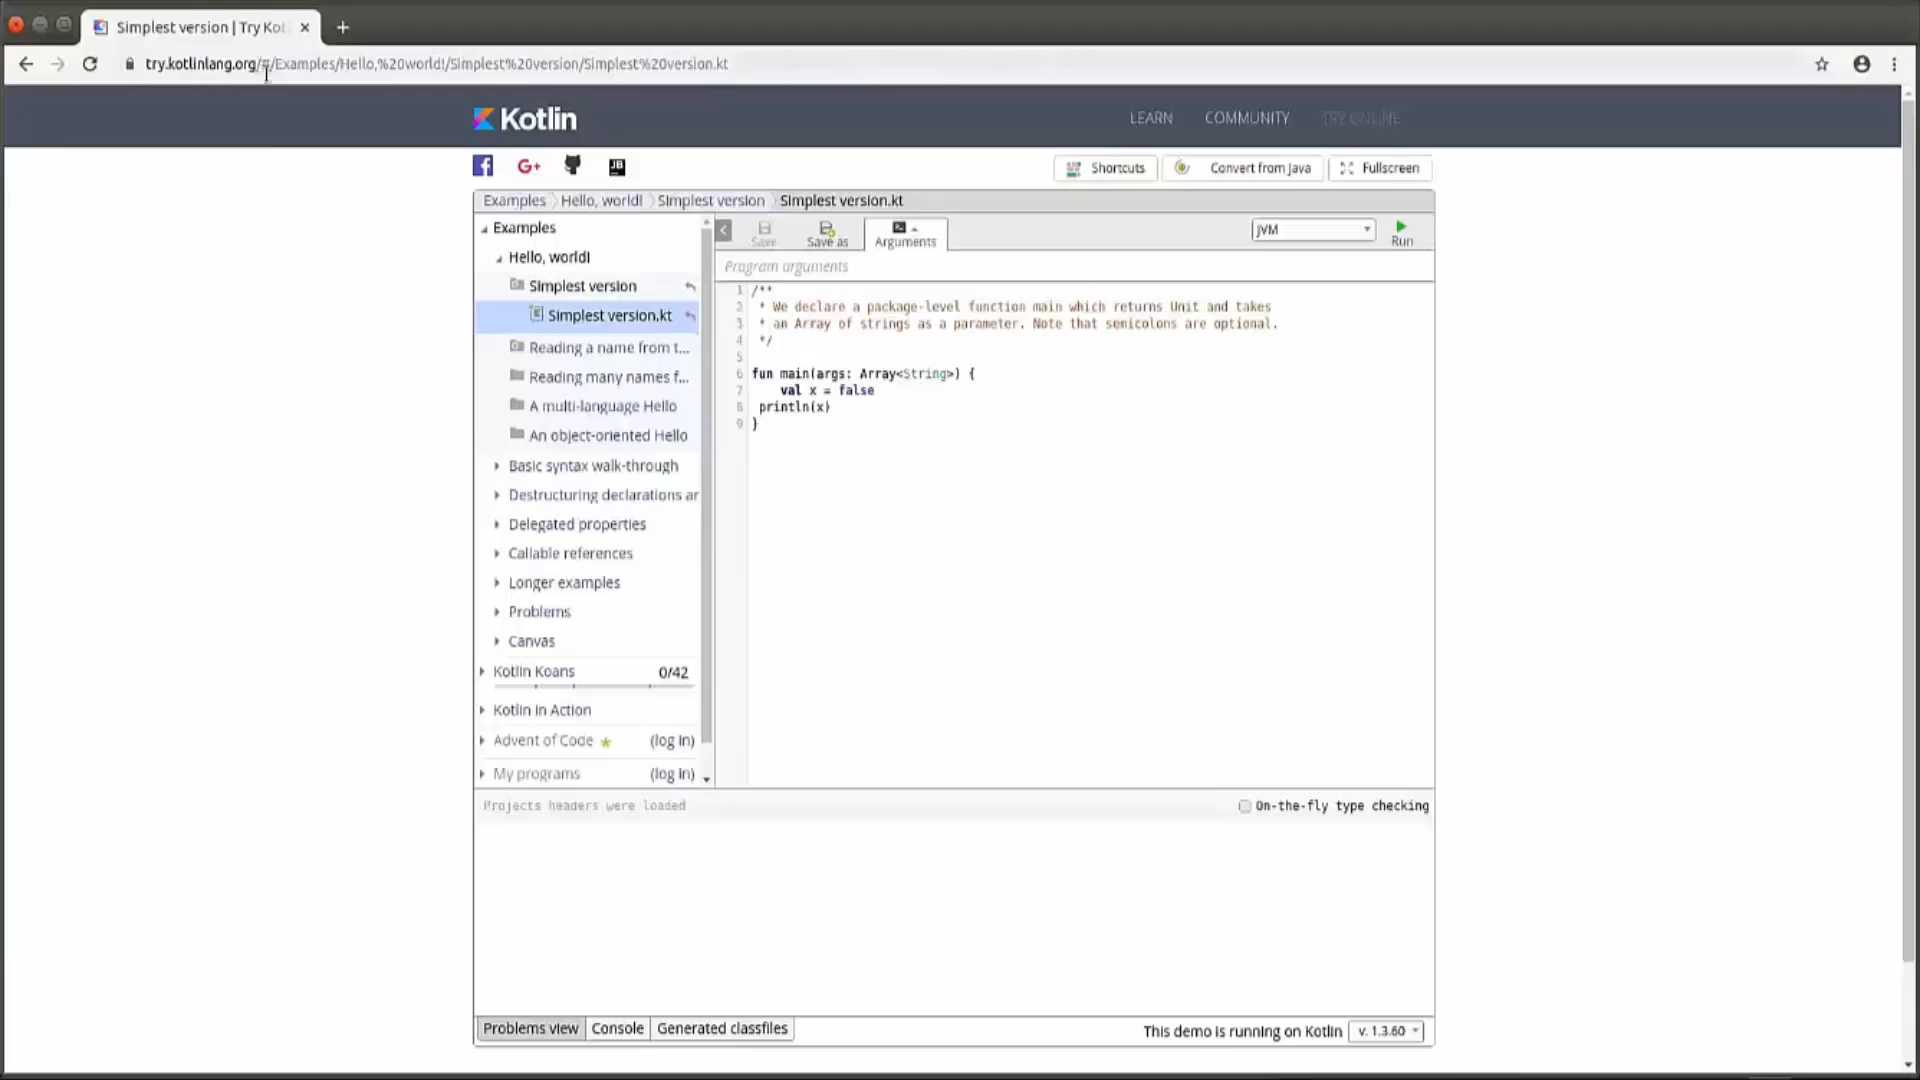 Simplest version | Try Kot
try.kotlinlang.org/#/Examples/Hello,%20world!/Simplest%20version/Simplest%20version.kt
Kotlin
LEARN COMMUNITY TRY ONLINE
G+ JB Shortcuts Convert from Java Fullscreen
Examples Hello, world! Simplest version Simplest version.kt
Examples
Hello, world!
Simplest version
Simplest version.kt
Reading a name from t...
Reading many names f...
A multi-language Hello
An object-oriented Hello
Basic syntax walk-through
Destructuring declarations ar
Delegated properties
Callable references
Longer examples
Problems
Canvas
Kotlin Koans 0/42
Kotlin in Action
Advent of Code (log in)
My programs (log in)
Save Save as Arguments JVM Run
Program arguments
1 /**
2 * We declare a package-level function main which returns Unit and takes
3 * an Array of strings as a parameter. Note that semicolons are optional.
4 */
5
6 fun main(args: Array<String>) {
7 val x = false
8 println(x)
9 }
Projects headers were loaded On-the-fly type checking
Problems view Console Generated classfiles This demo is running on Kotlin v. 1.3.60